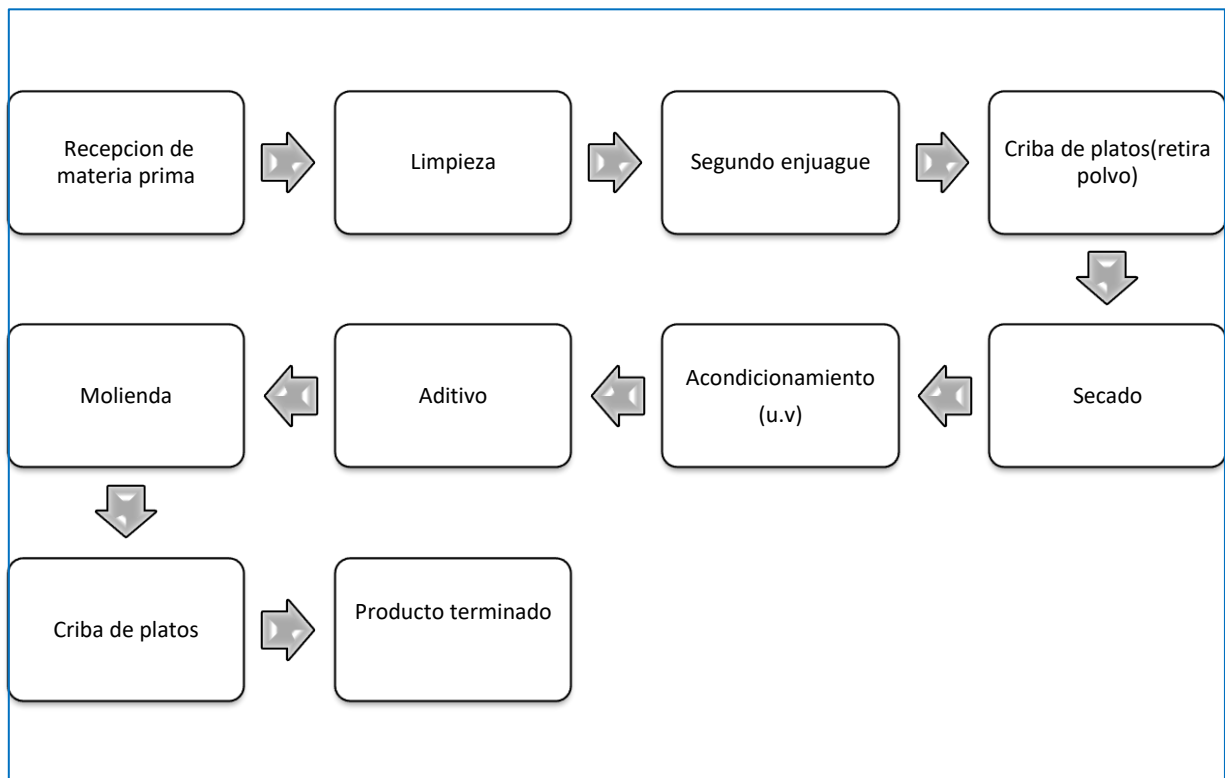 Recepcion de
materia prima
Limpieza
Segundo enjuague
Criba de platos(retira
polvo)
Secado
Acondicionamiento
(u.v)
Aditivo
Molienda
Criba de platos
Producto terminado